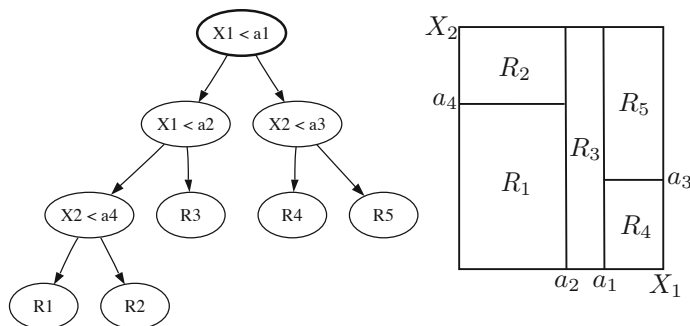 X1 < a1
X1 < a2
X2 < a3
X2 < a4
R3
R4
R5
R1
R2
X₂
R₂
R₅
a₄
R₃
R₁
a₃
R₄
a₂
a₁
X₁